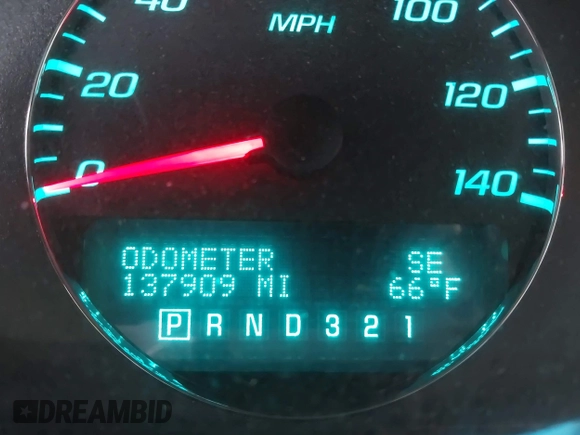 40
MPH
100
20
120
0
140
ODOMETER SE
137909 MI 66°F
P R N D 3 2 1
DREAMBID